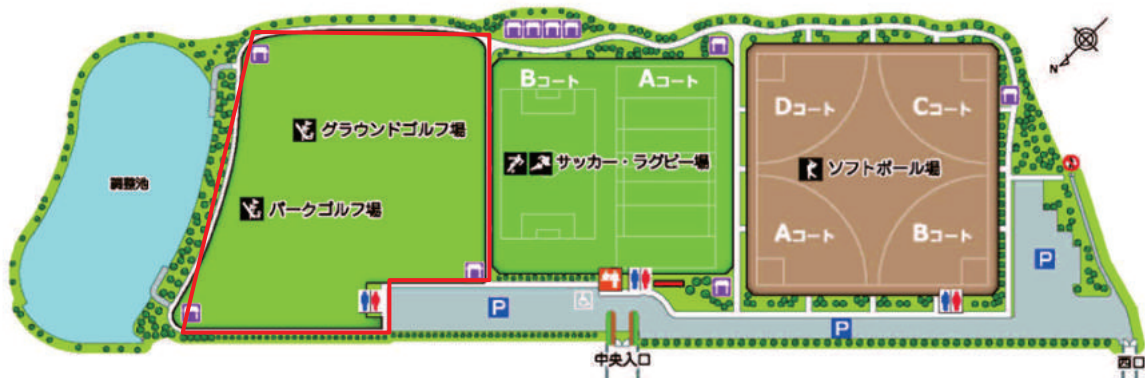 Bコート
Aコート
Dコート
Cコート
N
グラウンドゴルフ場
サッカー・ラグビー場
ソフトボール場
調整池
パークゴルフ場
Aコート
Bコート
P
P
P
中央入口
西口